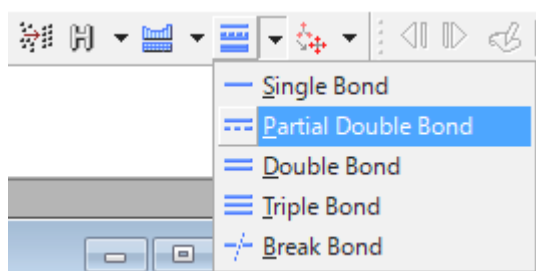 Single Bond
Partial Double Bond
Double Bond
Triple Bond
Break Bond